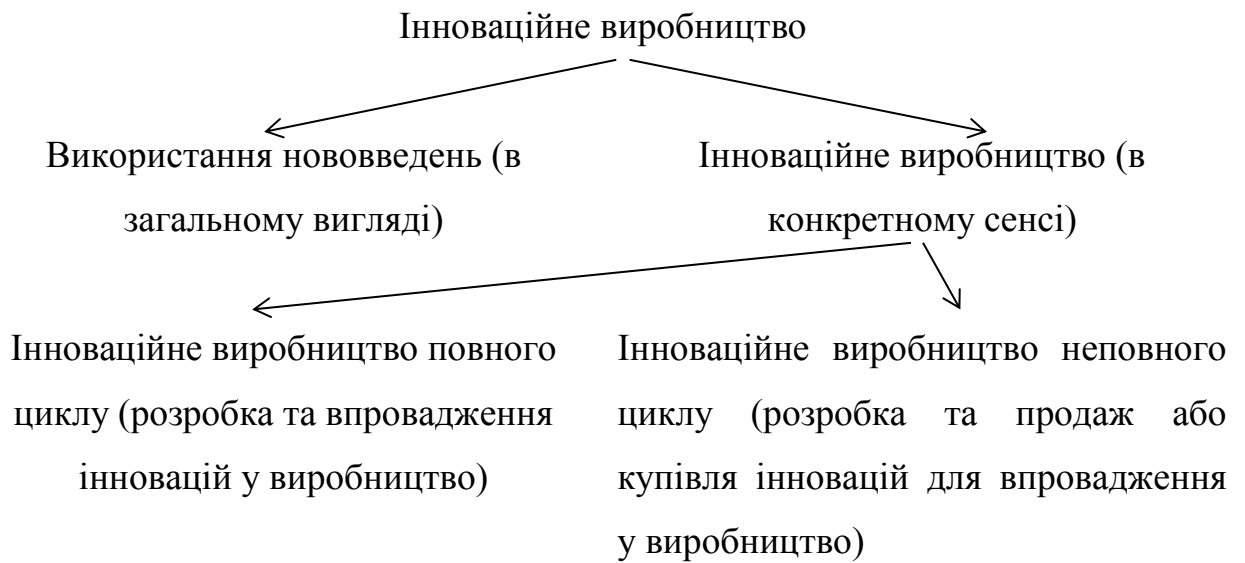 Інноваційне виробництво
Використання нововведень (в
загальному вигляді)
Інноваційне виробництво (в
конкретному сенсі)
Інноваційне виробництво повного
циклу (розробка та впровадження
інновацій у виробництво)
Інноваційне виробництво неповного
циклу (розробка та продаж або
купівля інновацій для впровадження
у виробництво)